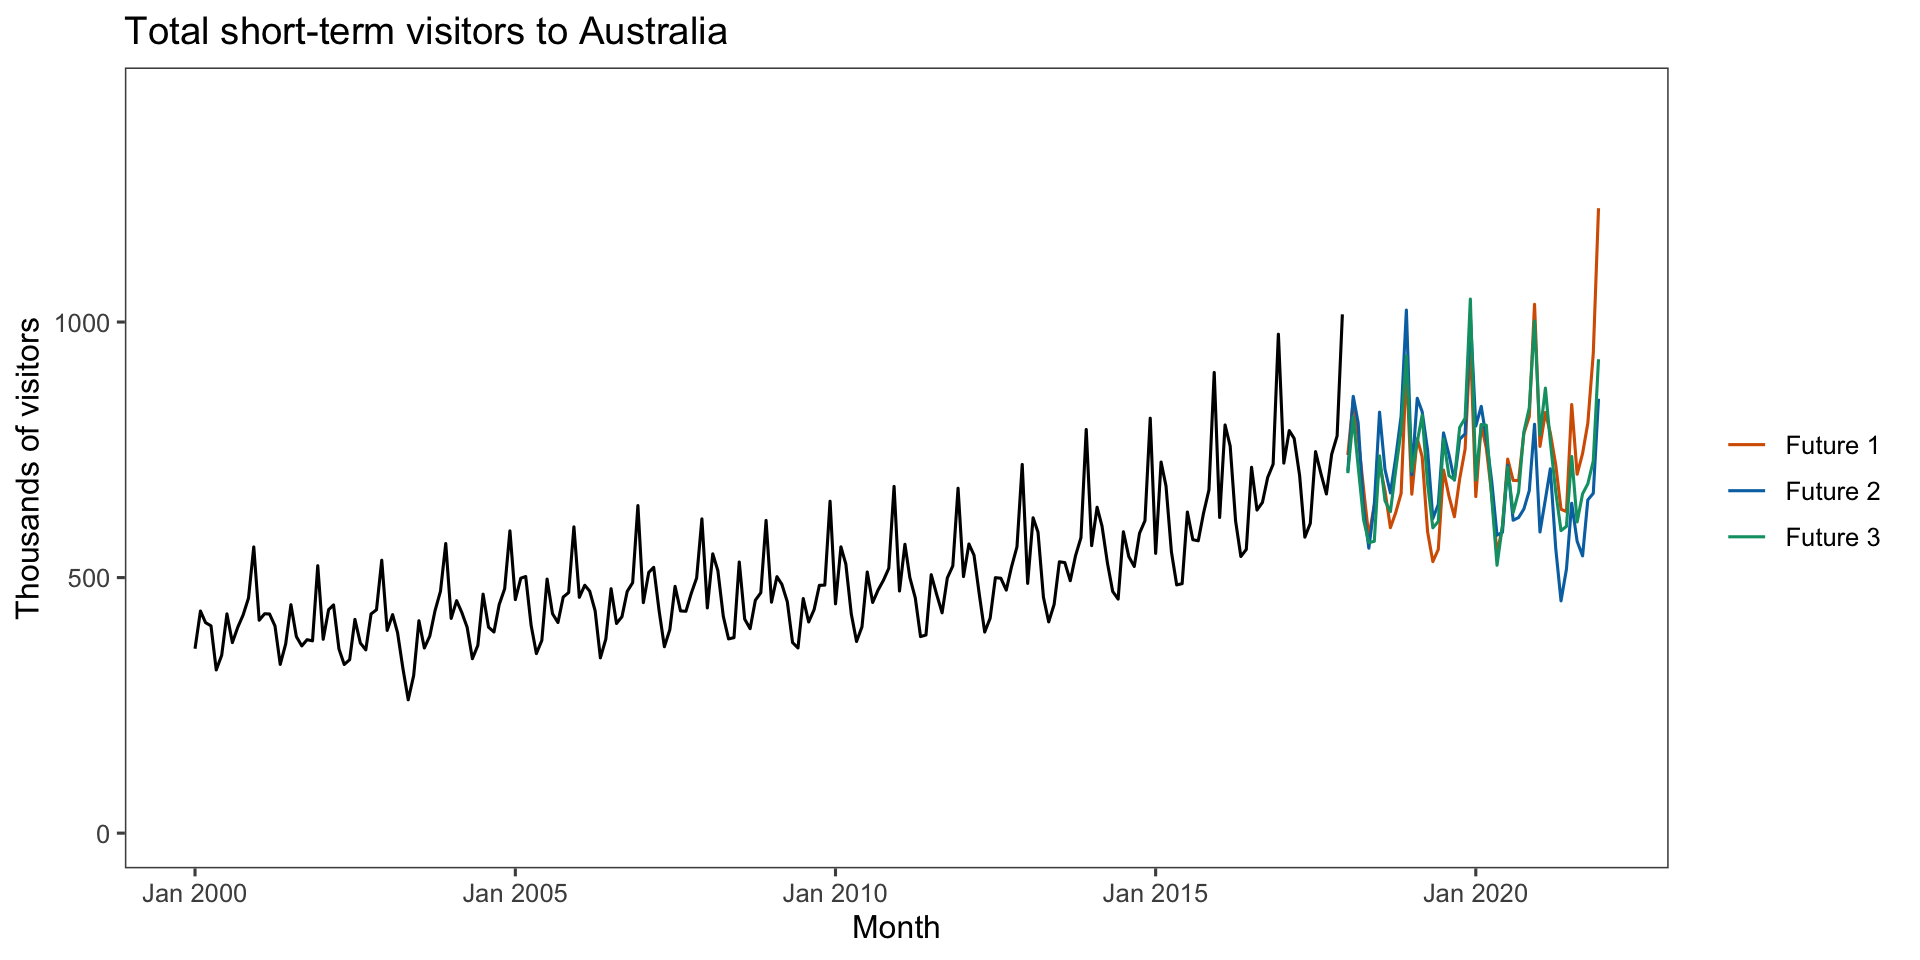 Total short-term visitors to Australia
Thousands of visitors
1000
500
0
Jan 2000
Jan 2005
Jan 2010
Jan 2015
Jan 2020
Month
Future 1
Future 2
Future 3